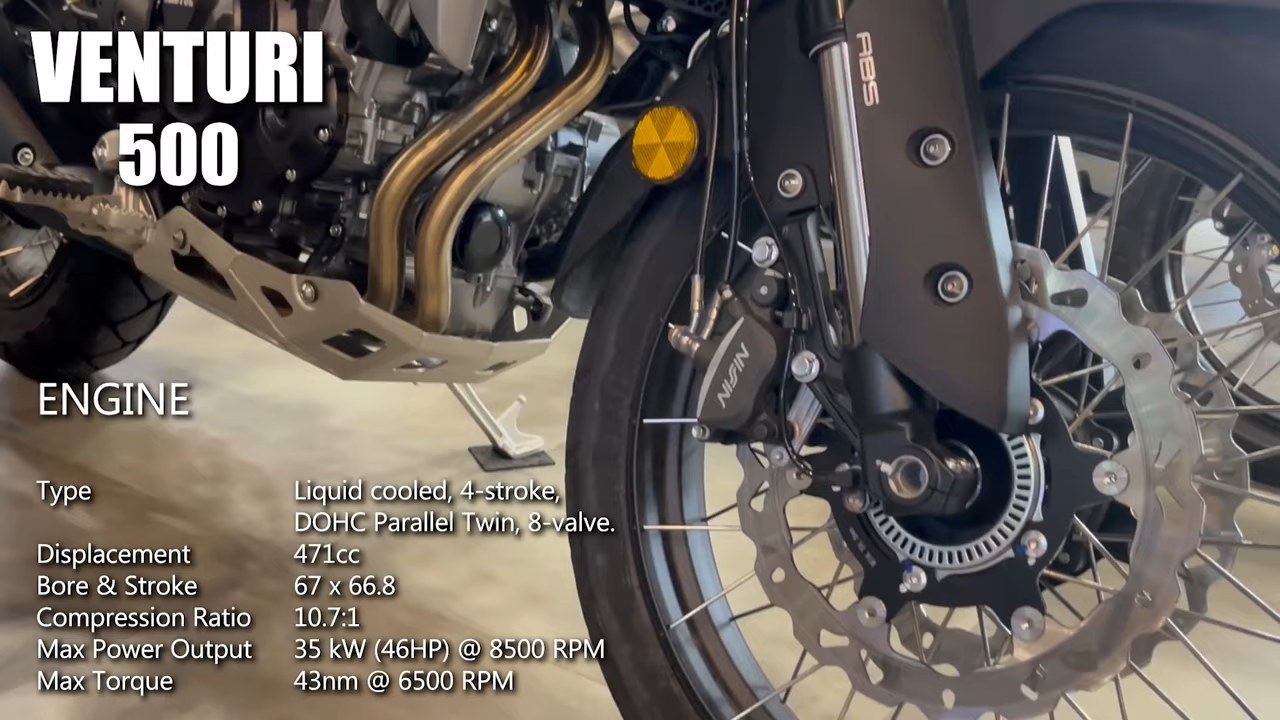 VENTURI
500
ABS
NISSIN
ENGINE
Type Liquid cooled, 4-stroke,
DOHC Parallel Twin, 8-valve.
Displacement 471cc
Bore & Stroke 67 x 66.8
Compression Ratio 10.7:1
Max Power Output 35 kW (46HP) @ 8500 RPM
Max Torque 43nm @ 6500 RPM